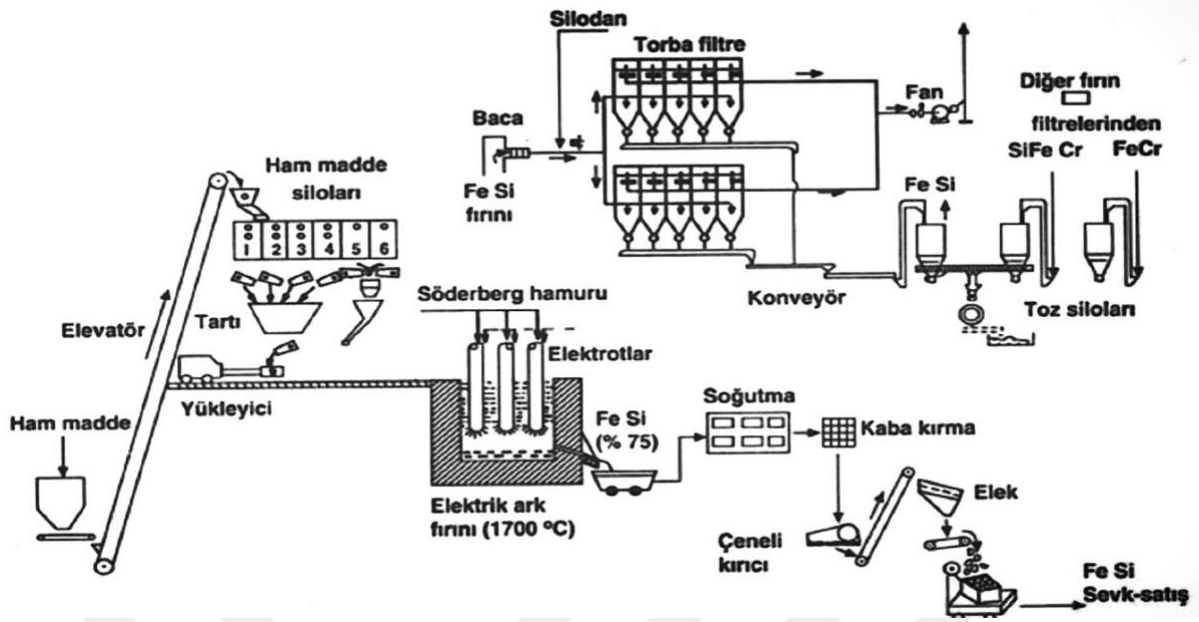 Silodan
Torba filtre
Fan
Diğer fırın
filtrelerinden
SiFe Cr FeCr
Baca
Fe Si
fırını
Fe Si
Ham madde
siloları
1 2 3 4 5 6
Konveyör
Toz siloları
Söderberg hamuru
Elevatör
Tartı
Elektrotlar
Yükleyici
Ham madde
Fe Si
(% 75)
Soğutma
Kaba kırma
Elektrik ark
fırını (1700 °C)
Çeneli
kırıcı
Elek
Fe Si
Sevk-satış